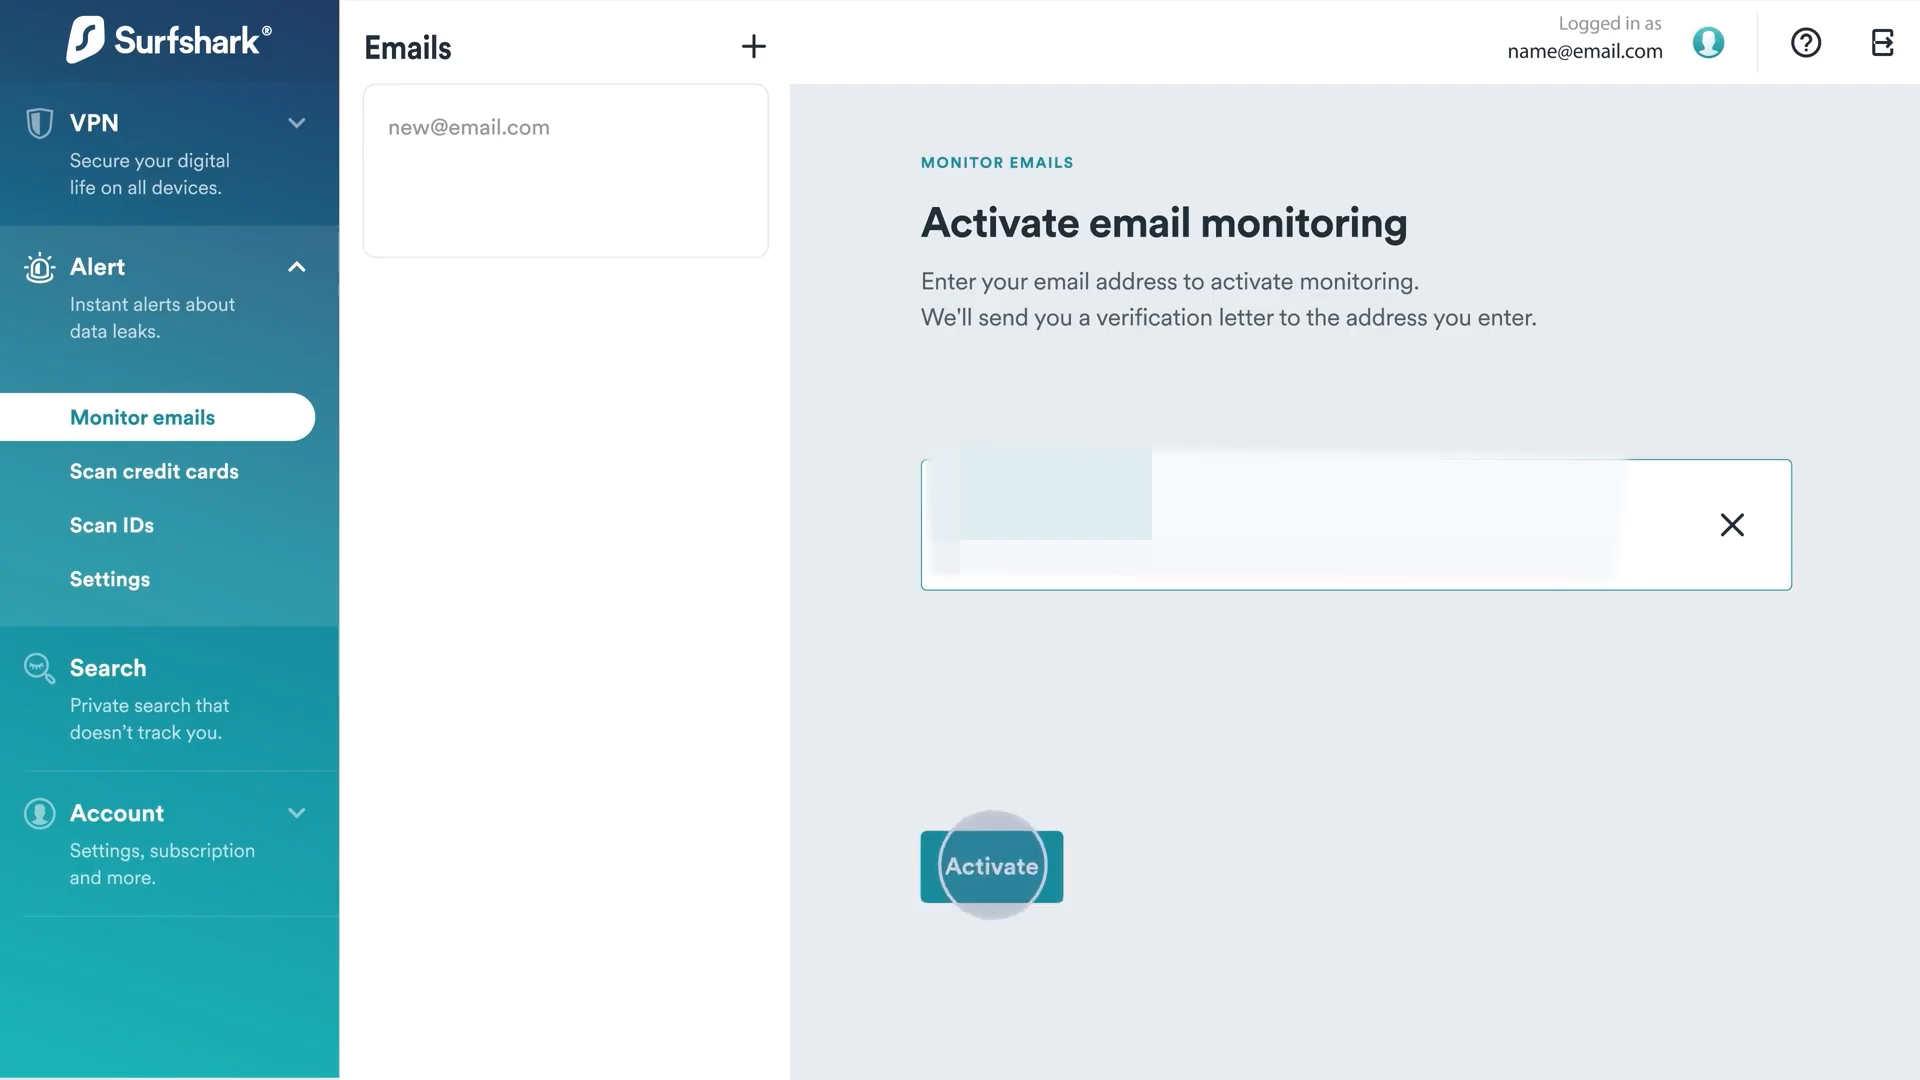 Surfshark®
VPN
Secure your digital
life on all devices.
Alert
Instant alerts about
data leaks.
Monitor emails
Scan credit cards
Scan IDs
Settings
Search
Private search that
doesn't track you.
Account
Settings, subscription
and more.
Emails
new@email.com
Logged in as
name@email.com
MONITOR EMAILS
Activate email monitoring
Enter your email address to activate monitoring.
We'll send you a verification letter to the address you enter.
Activate